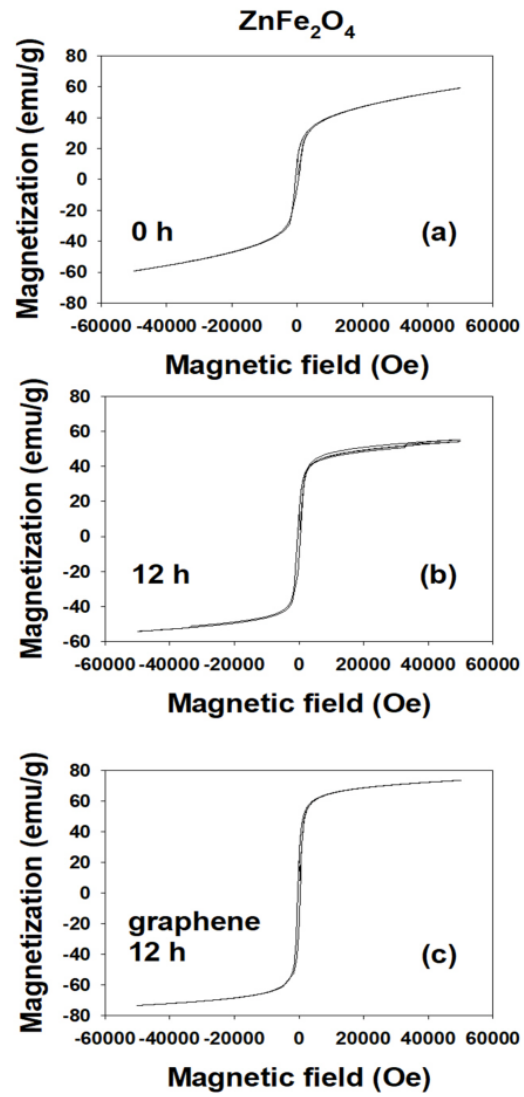 ZnFe₂O₄
Magnetization (emu/g)
80
60
40
20
0
-20
-40
-60
-80
0 h
(a)
-60000 -40000 -20000 0 20000 40000 60000
Magnetic field (Oe)
Magnetization (emu/g)
80
60
40
20
0
-20
-40
-60
12 h
(b)
-60000 -40000 -20000 0 20000 40000 60000
Magnetic field (Oe)
Magnetization (emu/g)
80
60
40
20
0
-20
-40
-60
-80
graphene
12 h
(c)
-60000 -40000 -20000 0 20000 40000 60000
Magnetic field (Oe)